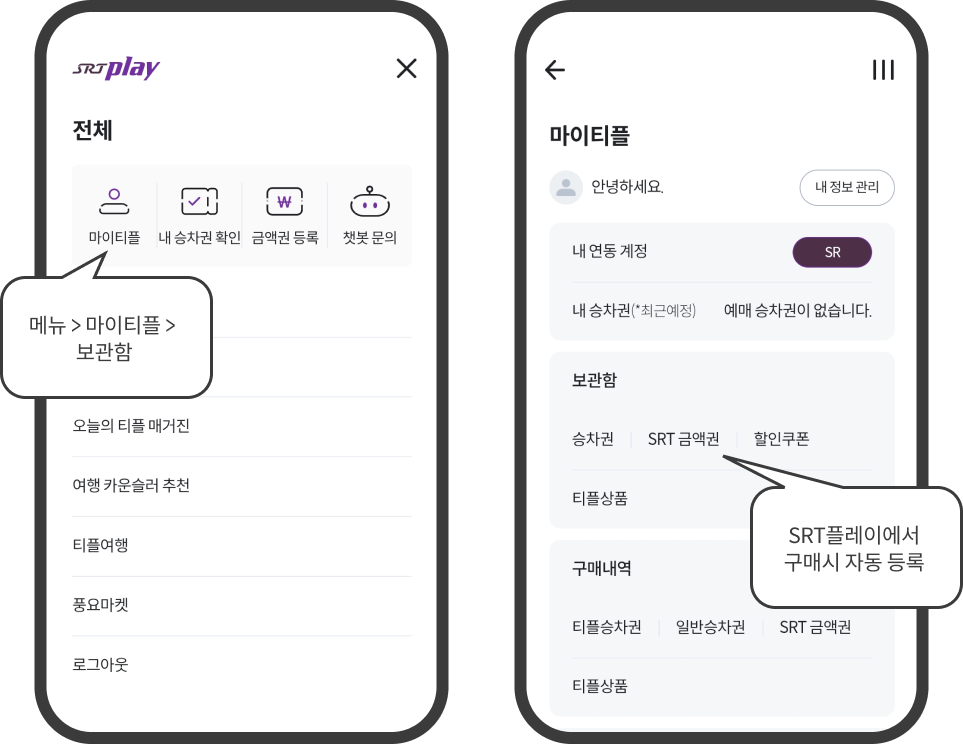 SRTplay
전체
마이티플
내 승차권 확인
금액권 등록
챗봇 문의
메뉴 > 마이티플 >
보관함
오늘의 티플 매거진
여행 카운슬러 추천
티플여행
풍요마켓
로그아웃
마이티플
안녕하세요.
내 정보 관리
내 연동 계정
SR
내 승차권(*최근예정)
예매 승차권이 없습니다.
보관함
승차권
SRT 금액권
할인쿠폰
티플상품
SRT플레이에서
구매시 자동 등록
구매내역
티플승차권
일반승차권
SRT 금액권
티플상품